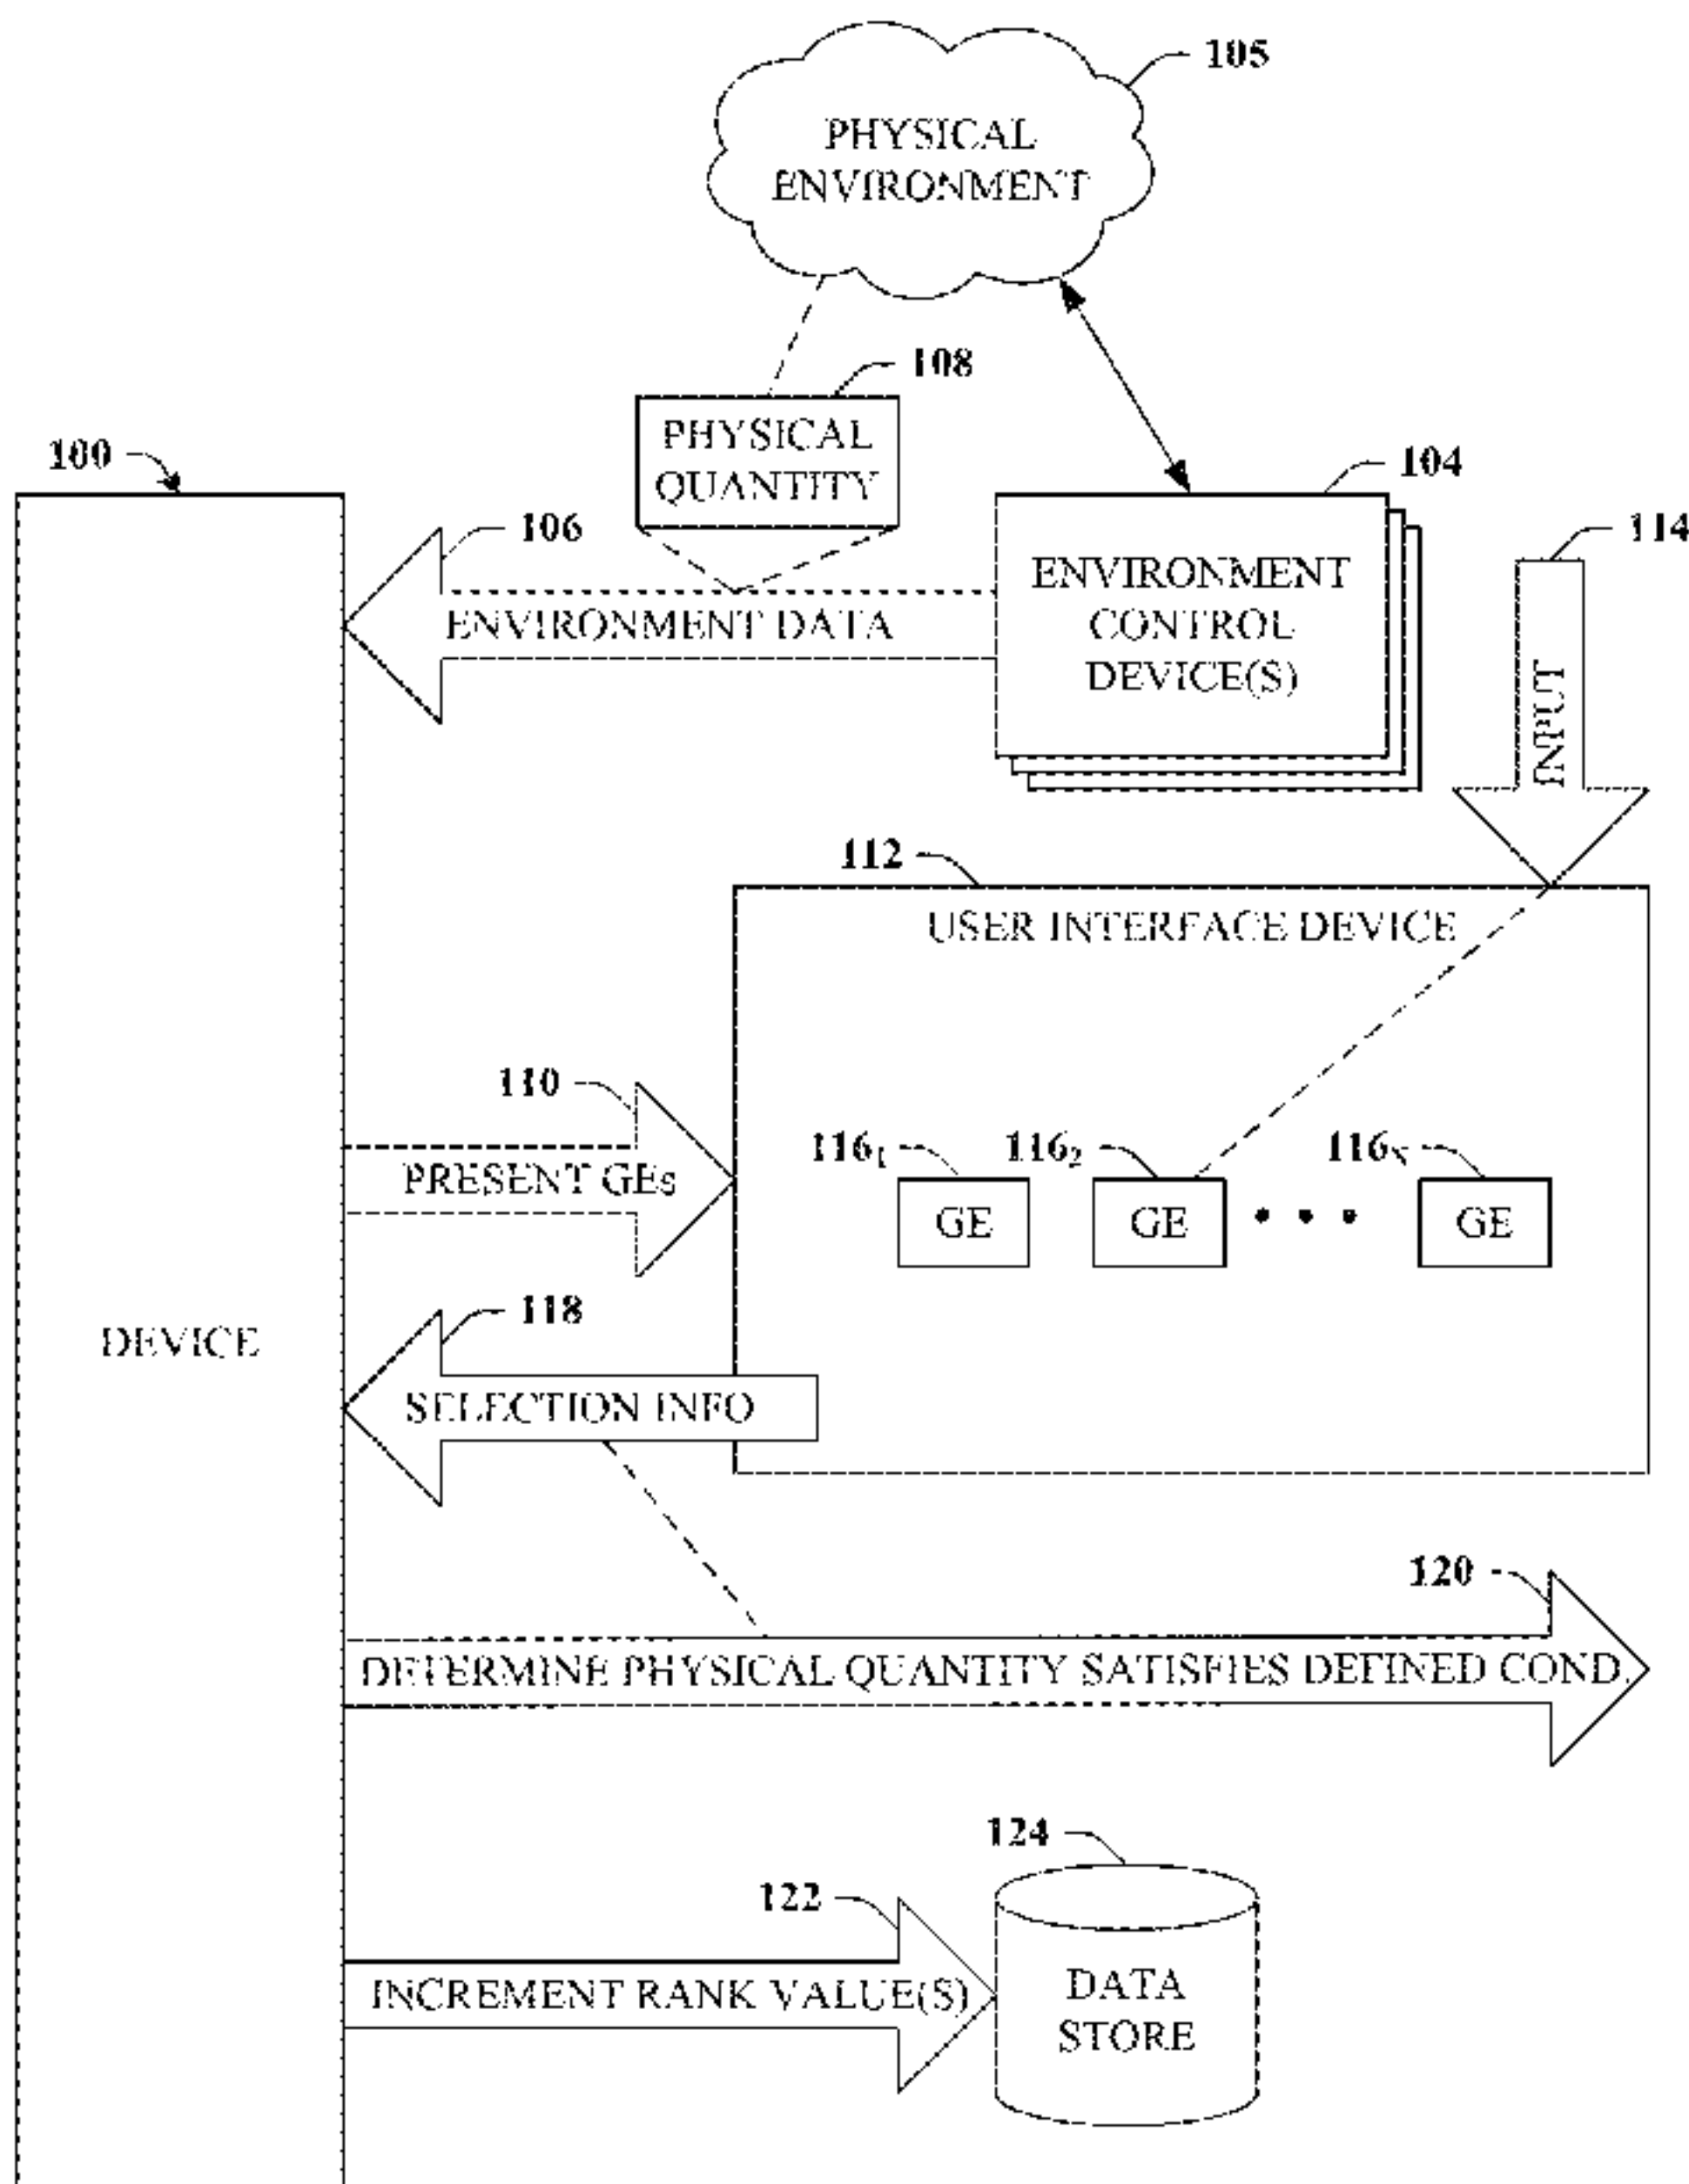 105
PHYSICAL
ENVIRONMENT
108
PHYSICAL
QUANTITY
100
104
106
114
ENVIRONMENT
CONTROL
DEVICE(S)
ENVIRONMENT DATA
INPUT
112
USER INTERFACE DEVICE
110
PRESENT GEs
116₁
116₂
116
GE
GE
• • •
GE
118
DEVICE
SELECTION INFO
120
DETERMINE PHYSICAL QUANTITY SATISFIES DEFINED COND.
124
122
INCREMENT RANK VALUE(S)
DATA
STORE